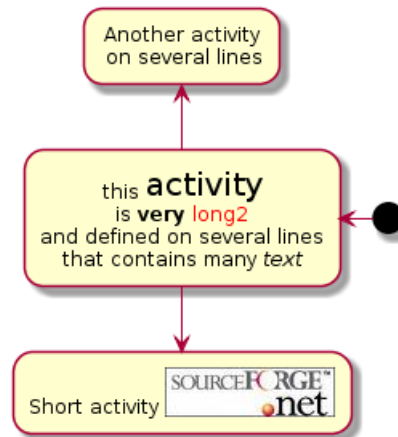 Another activity
on several lines
this activity
is very long2
and defined on several lines
that contains many text
Short activity SOURCEFORGE™
.net